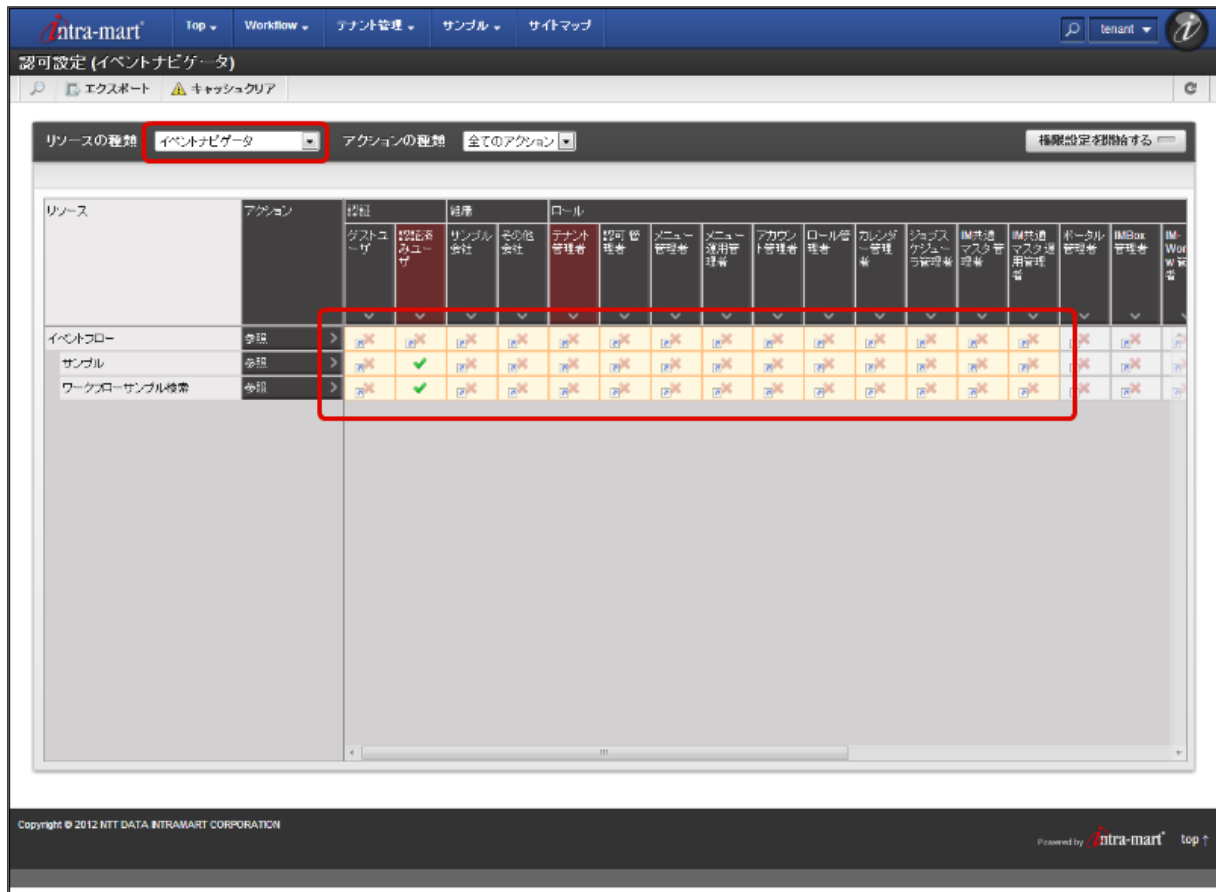 intra-mart Top Workflow テナント管理 サンプル サイトマップ tenant
認可設定 (イベントナビゲータ)
エクスポート キャッシュクリア
リソースの種類 イベントナビゲータ アクションの種類 全てのアクション 権限設定を開始する
リソース アクション 認証 組織 ロール
ゲストユーザ 認証済みユーザ サンプル会社 その他会社 テナント管理者 認可管理者 メニュー管理者 メニュー運用管理者 アカウント管理者 ロール管理者 カレンダー管理者 ジョブスケジューラ管理者 IM共通マスタ管理者 IM共通マスタ運用管理者 ポータル管理者 IMBox管理者 IM-Wor
イベントフロー 参照
サンプル 参照
ワークフローサンプル検索 参照
Copyright © 2012 NTT DATA INTRAMART CORPORATION
Powered by intra-mart top ↑